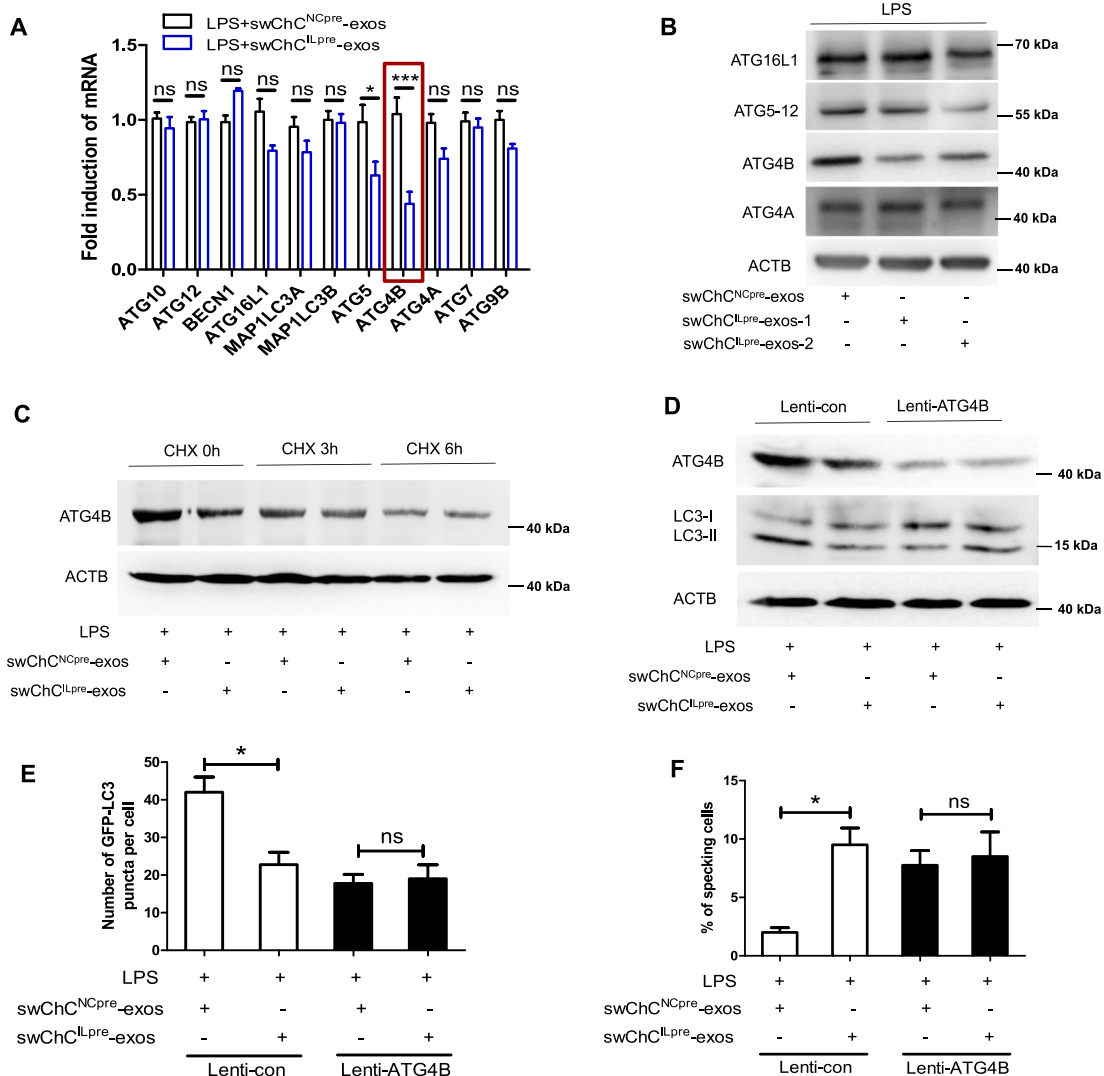 A
LPS+swChC^NCpre-exos
LPS+swChC^ILpre-exos
Fold induction of mRNA
1.5
1.0
0.5
0.0
ns ns ns ns ns ns * *** ns ns ns
ATG10 ATG12 BECN1 ATG16L1 MAP1LC3A MAP1LC3B ATG5 ATG4B ATG4A ATG7 ATG9B
B
LPS
ATG16L1 70 kDa
ATG5-12 55 kDa
ATG4B 40 kDa
ATG4A 40 kDa
ACTB 40 kDa
swChC^NCpre-exos + - -
swChC^ILpre-exos-1 - + -
swChC^ILpre-exos-2 - - +
C
CHX 0h CHX 3h CHX 6h
ATG4B 40 kDa
ACTB 40 kDa
LPS + + + + + +
swChC^NCpre-exos + - + - + -
swChC^ILpre-exos - + - + - +
D
Lenti-con Lenti-ATG4B
ATG4B 40 kDa
LC3-I
LC3-II 15 kDa
ACTB 40 kDa
LPS + + + +
swChC^NCpre-exos + - + -
swChC^ILpre-exos - + - +
E
Number of GFP-LC3
puncta per cell
50
40
30
20
10
0
* ns
LPS + + + +
swChC^NCpre-exos + - + -
swChC^ILpre-exos - + - +
Lenti-con Lenti-ATG4B
F
% of specking cells
15
10
5
0
* ns
LPS + + + +
swChC^NCpre-exos + - + -
swChC^ILpre-exos - + - +
Lenti-con Lenti-ATG4B